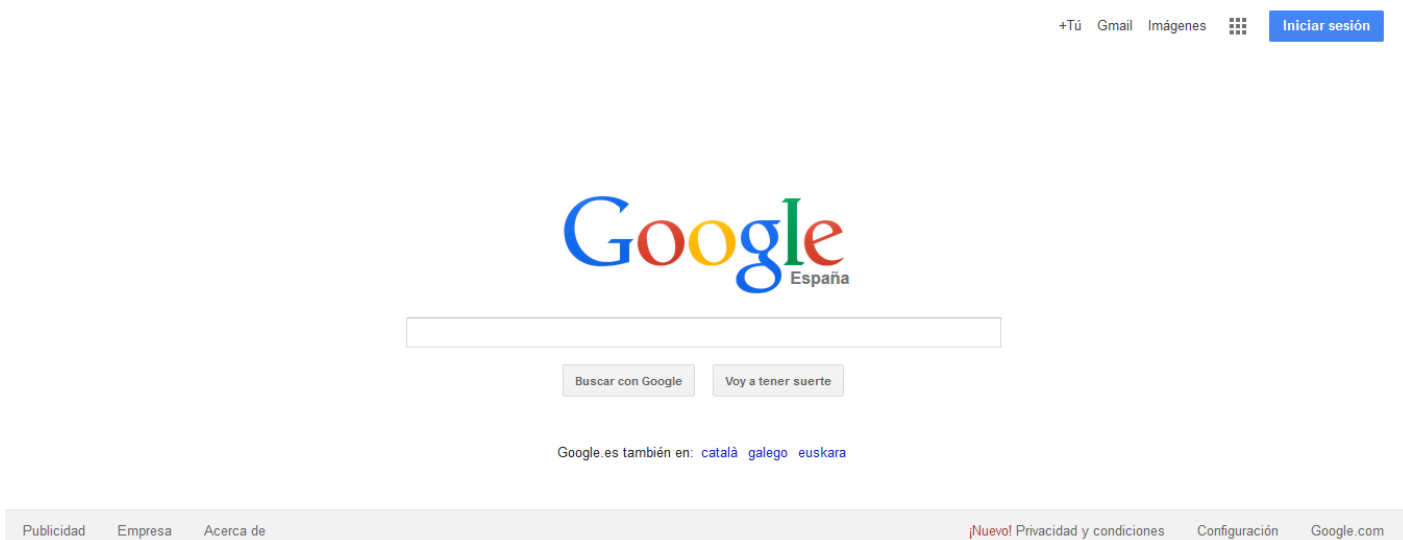 +Tú Gmail Imágenes Iniciar sesión
Google
España
Buscar con Google Voy a tener suerte
Google.es también en: català galego euskara
Publicidad Empresa Acerca de ¡Nuevo! Privacidad y condiciones Configuración Google.com